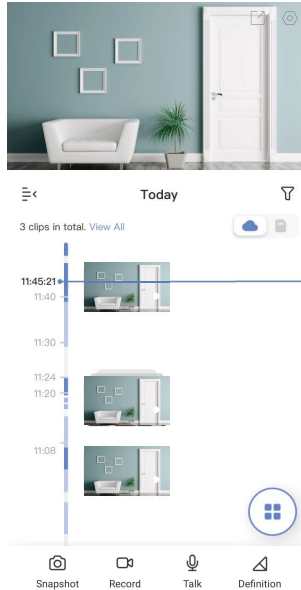 Today
3 clips in total. View All
11:45:21
11:40
11:30
11:24
11:20
11:08
Snapshot Record Talk Definition